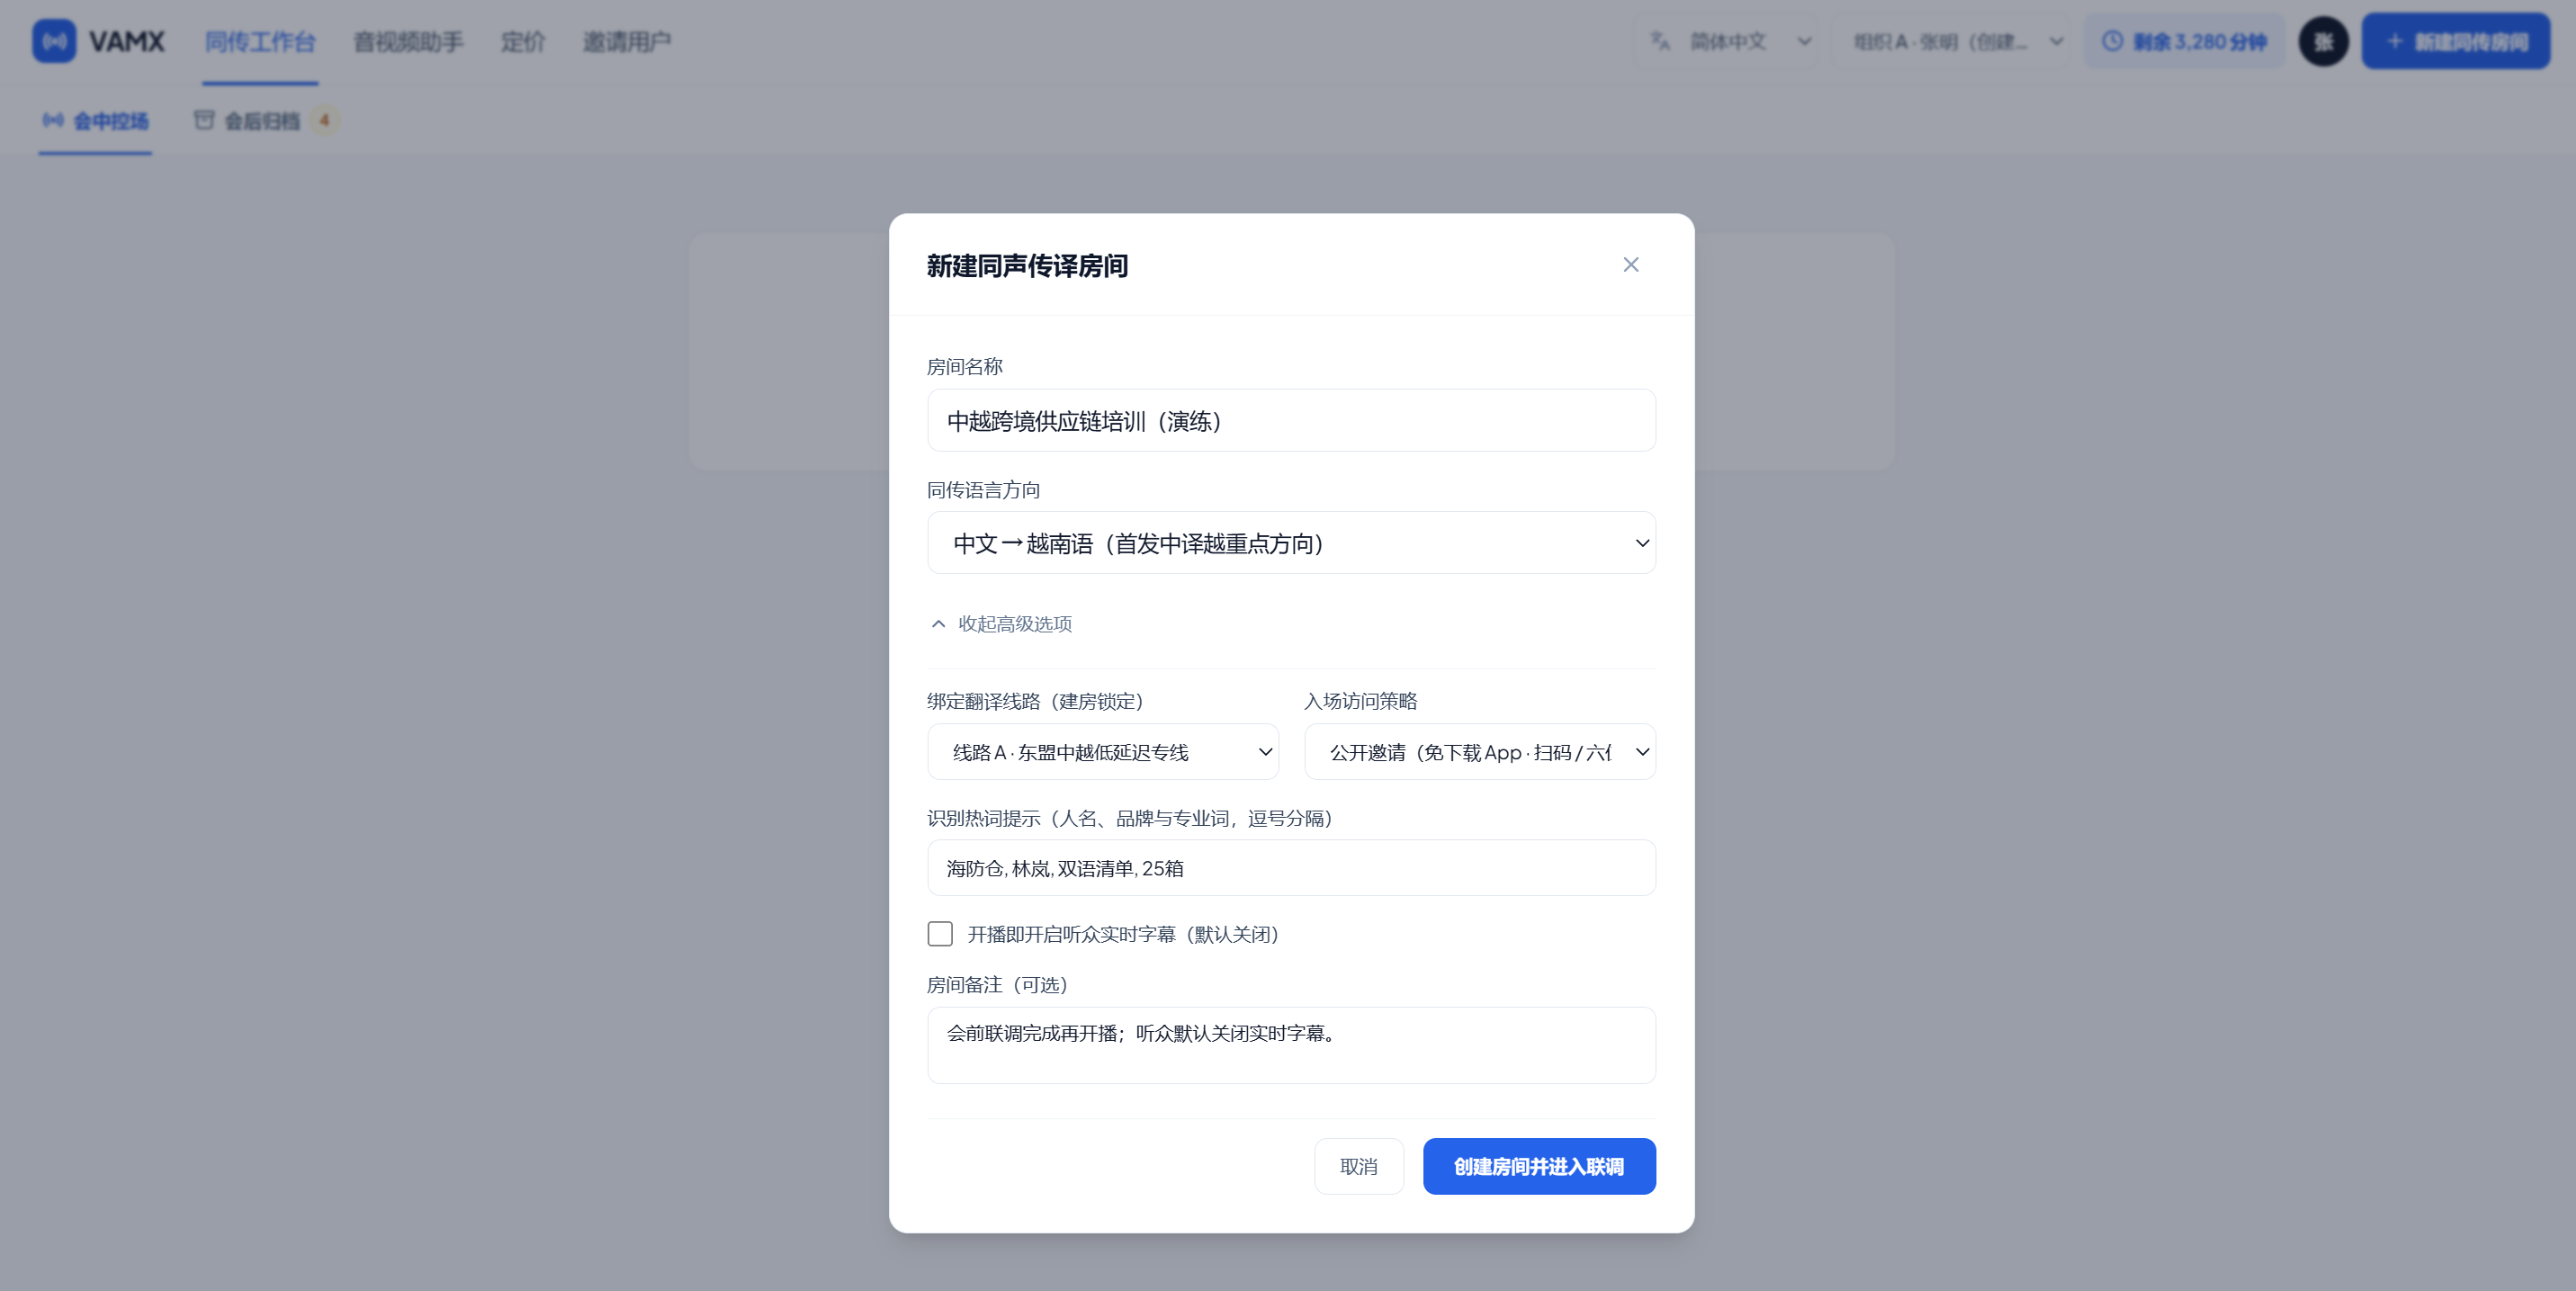 VAMX
同传工作台
音视频助手
定价
邀请用户
简体中文
组织 A · 张明（创建...
剩余 3,280 分钟
张
新建同传房间
会中控场
会后归档
4
新建同声传译房间
房间名称
中越跨境供应链培训（演练）
同传语言方向
中文 → 越南语（首发中译越重点方向）
收起高级选项
绑定翻译线路（建房锁定）
入场访问策略
线路 A · 东盟中越低延迟专线
公开邀请（免下载 App · 扫码 / 六
识别热词提示（人名、品牌与专业词，逗号分隔）
海防仓, 林岚, 双语清单, 25箱
开播即开启听众实时字幕（默认关闭）
房间备注（可选）
会前联调完成再开播；听众默认关闭实时字幕。
取消
创建房间并进入联调